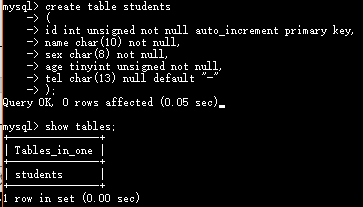 mysql> create table students
    -> (
    -> id int unsigned not null auto_increment primary key,
    -> name char(10) not null,
    -> sex char(8) not null,
    -> age tinyint unsigned not null,
    -> tel char(13) null default "-"
    -> );
Query OK, 0 rows affected (0.05 sec)
mysql> show tables;
+---------------+
| Tables_in_one |
+---------------+
| students      |
+---------------+
1 row in set (0.00 sec)